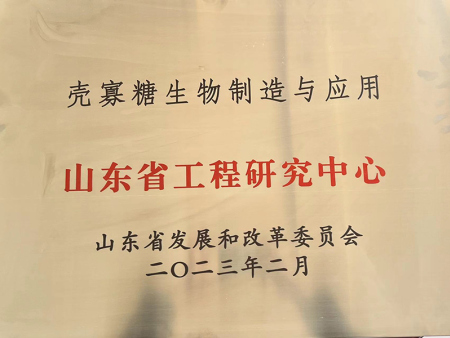 壳寡糖生物制造与应用
山东省工程研究中心
山东省发展和改革委员会
二〇二三年二月